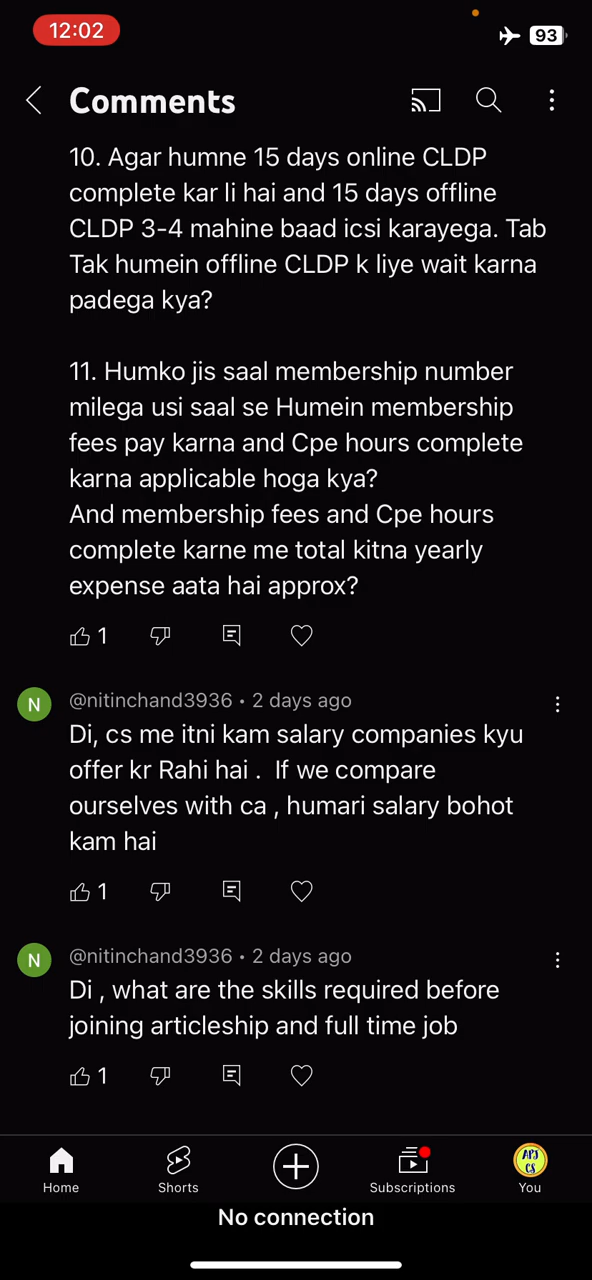 12:02
93
Comments
10. Agar humne 15 days online CLDP
complete kar li hai and 15 days offline
CLDP 3-4 mahine baad icsi karayega. Tab
Tak humein offline CLDP k liye wait karna
padega kya?
11. Humko jis saal membership number
milega usi saal se Humein membership
fees pay karna and Cpe hours complete
karna applicable hoga kya?
And membership fees and Cpe hours
complete karne me total kitna yearly
expense aata hai approx?
1
N
@nitinchand3936 • 2 days ago
Di, cs me itni kam salary companies kyu
offer kr Rahi hai .  If we compare
ourselves with ca , humari salary bohot
kam hai
1
N
@nitinchand3936 • 2 days ago
Di , what are the skills required before
joining articleship and full time job
1
APJ
CS
Home
Shorts
Subscriptions
You
No connection